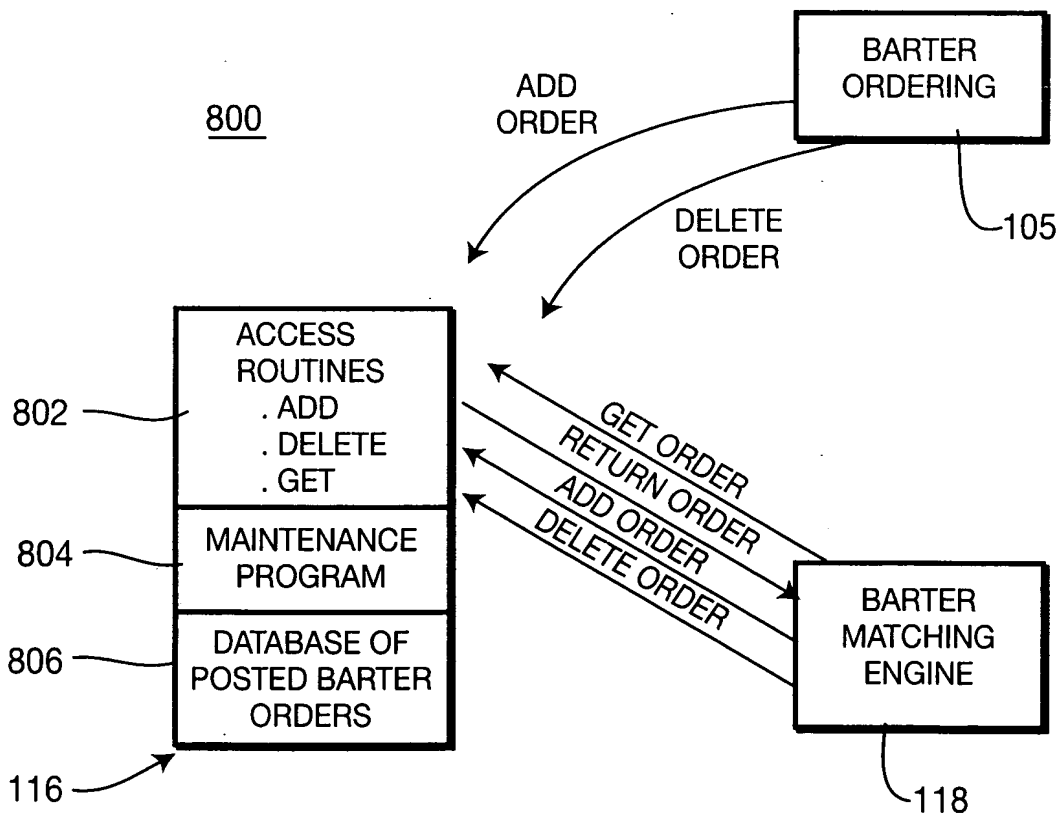 800
ADD
ORDER
BARTER
ORDERING
105
DELETE
ORDER
ACCESS
ROUTINES
. ADD
. DELETE
. GET
802
MAINTENANCE
PROGRAM
804
DATABASE OF
POSTED BARTER
ORDERS
806
116
GET ORDER
RETURN ORDER
ADD ORDER
DELETE ORDER
BARTER
MATCHING
ENGINE
118